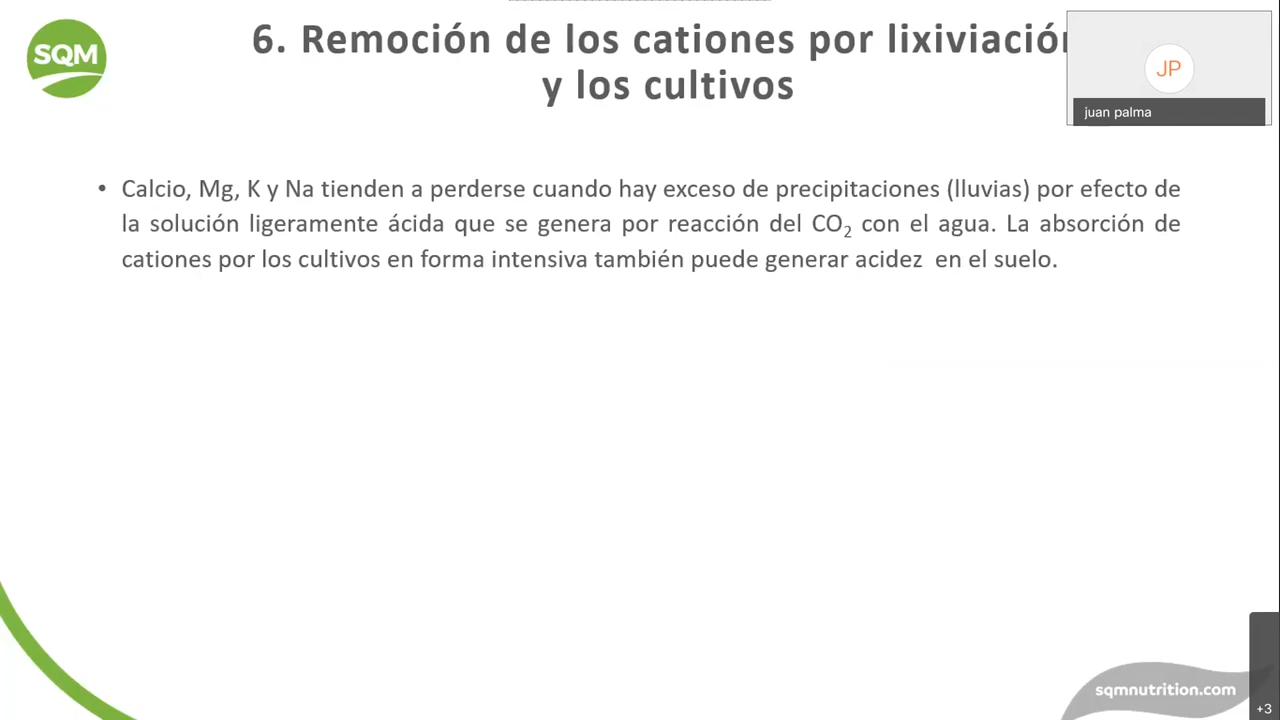 SQM
6. Remoción de los cationes por lixiviación
y los cultivos
JP
juan palma
• Calcio, Mg, K y Na tienden a perderse cuando hay exceso de precipitaciones (lluvias) por efecto de
la solución ligeramente ácida que se genera por reacción del CO₂ con el agua. La absorción de
cationes por los cultivos en forma intensiva también puede generar acidez en el suelo.
sqmnutrition.com
+3